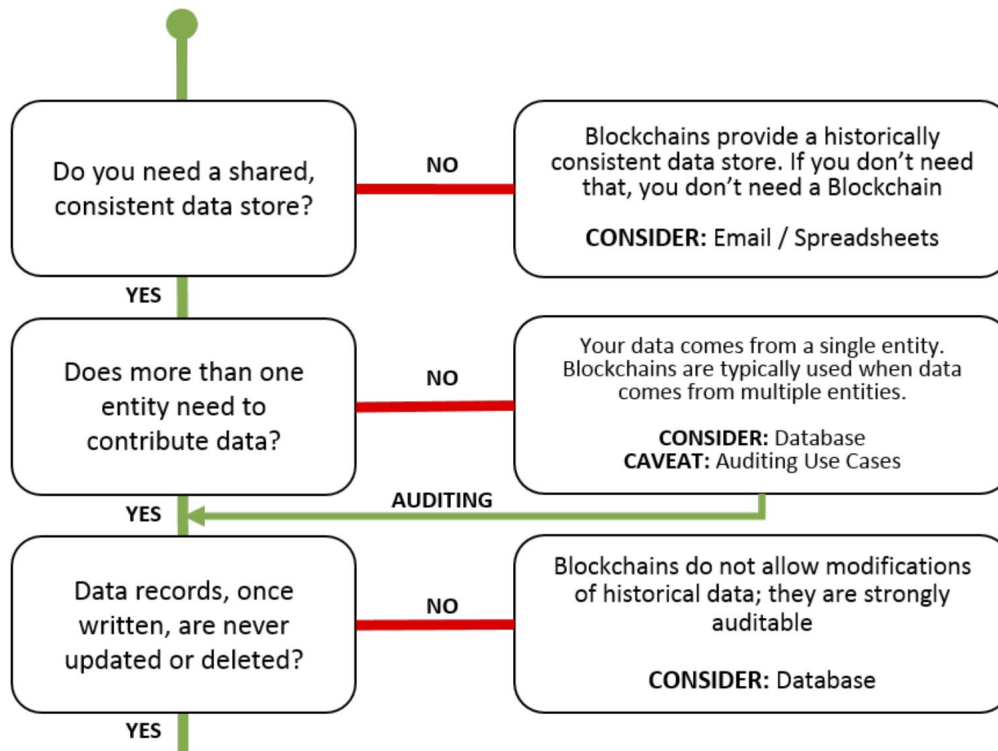 Do you need a shared,
consistent data store?
NO
Blockchains provide a historically
consistent data store. If you don’t need
that, you don’t need a Blockchain
CONSIDER: Email / Spreadsheets
YES
Does more than one
entity need to
contribute data?
NO
Your data comes from a single entity.
Blockchains are typically used when data
comes from multiple entities.
CONSIDER: Database
CAVEAT: Auditing Use Cases
AUDITING
YES
Data records, once
written, are never
updated or deleted?
NO
Blockchains do not allow modifications
of historical data; they are strongly
auditable
CONSIDER: Database
YES